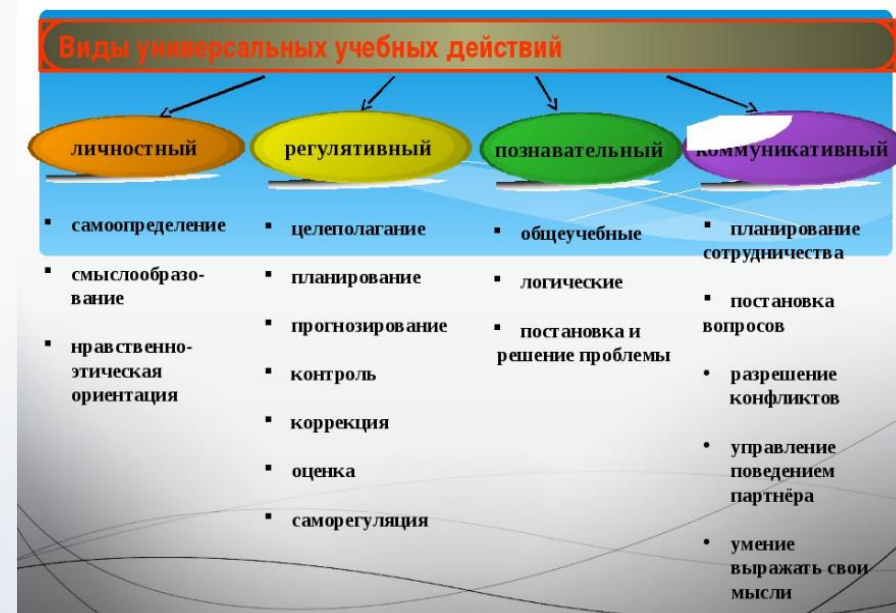 Виды универсальных учебных действий
личностный
регулятивный
познавательный
коммуникативный
самоопределение
смыслообразо-
вание
нравственно-
этическая
ориентация
целеполагание
планирование
прогнозирование
контроль
коррекция
оценка
саморегуляция
общеучебные
логические
постановка и
решение проблемы
планирование
сотрудничества
постановка
вопросов
разрешение
конфликтов
управление
поведением
партнёра
умение
выражать свои
мысли